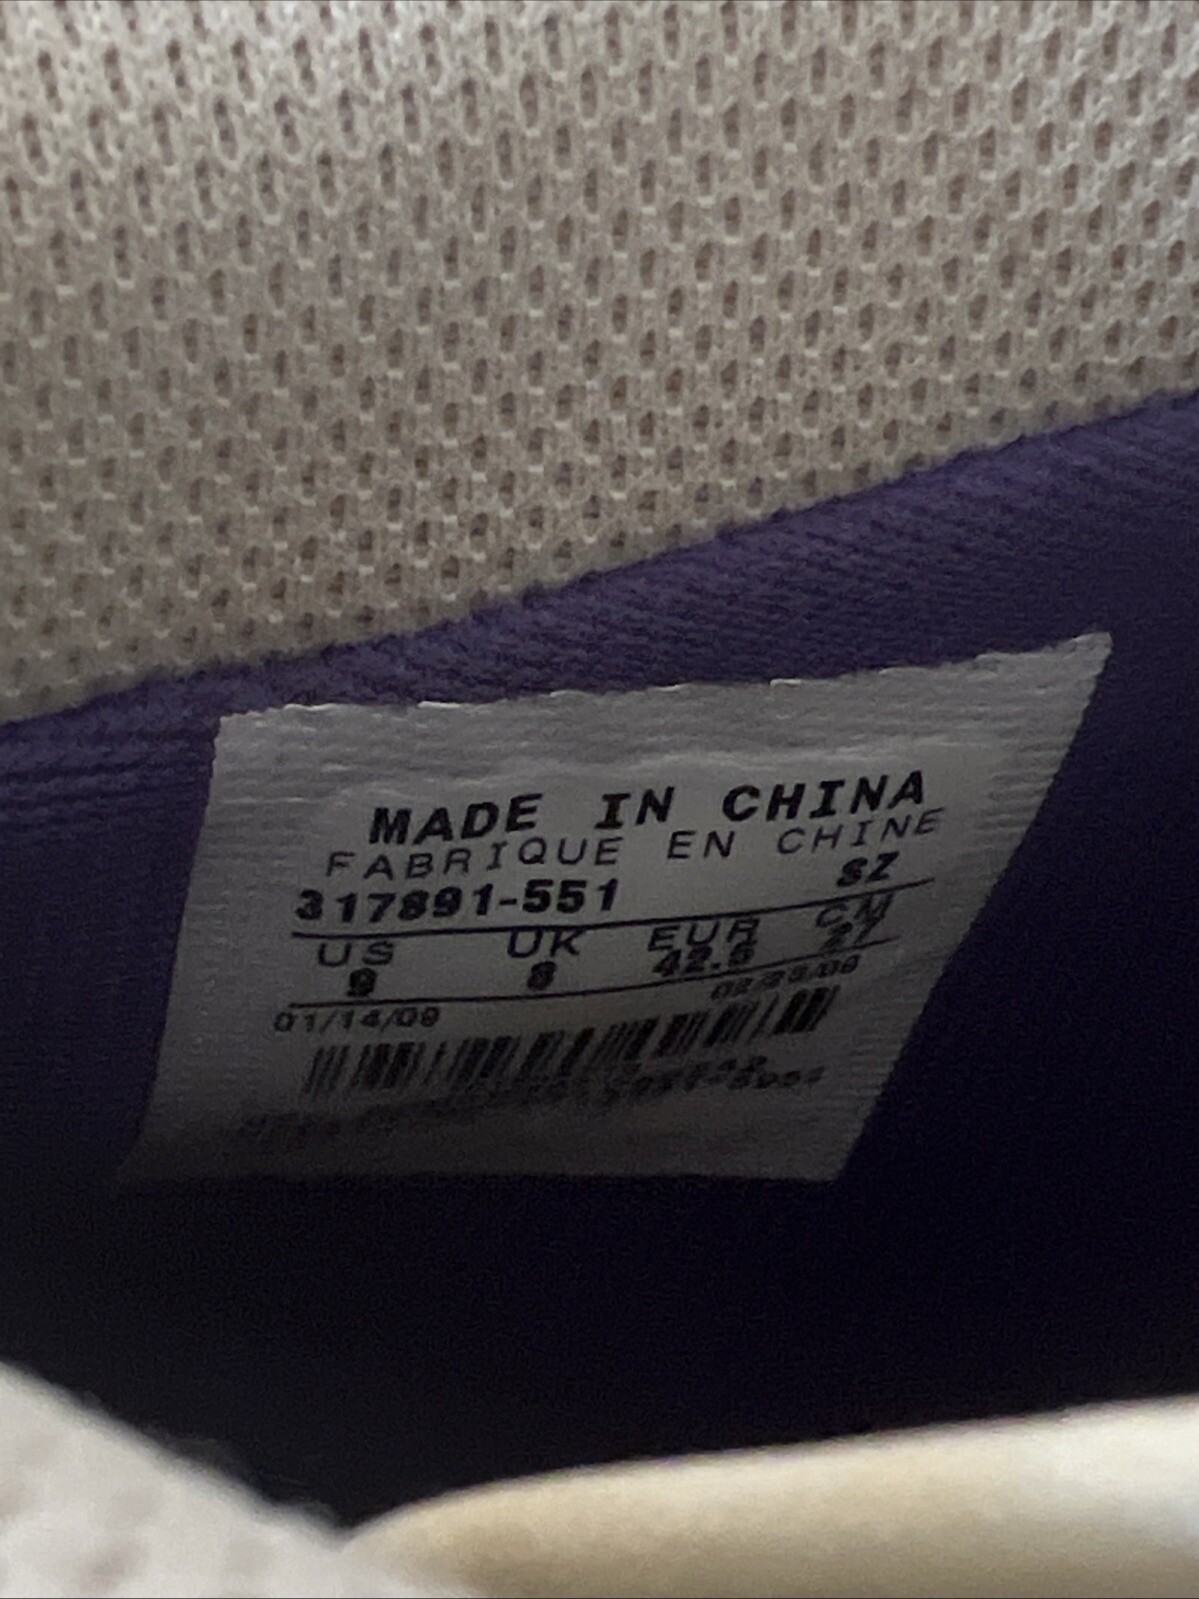 MADE IN CHINA
FABRIQUE EN CHINE
317891-551 SZ
US UK EUR CM
9 8 42.5 27
01/14/09